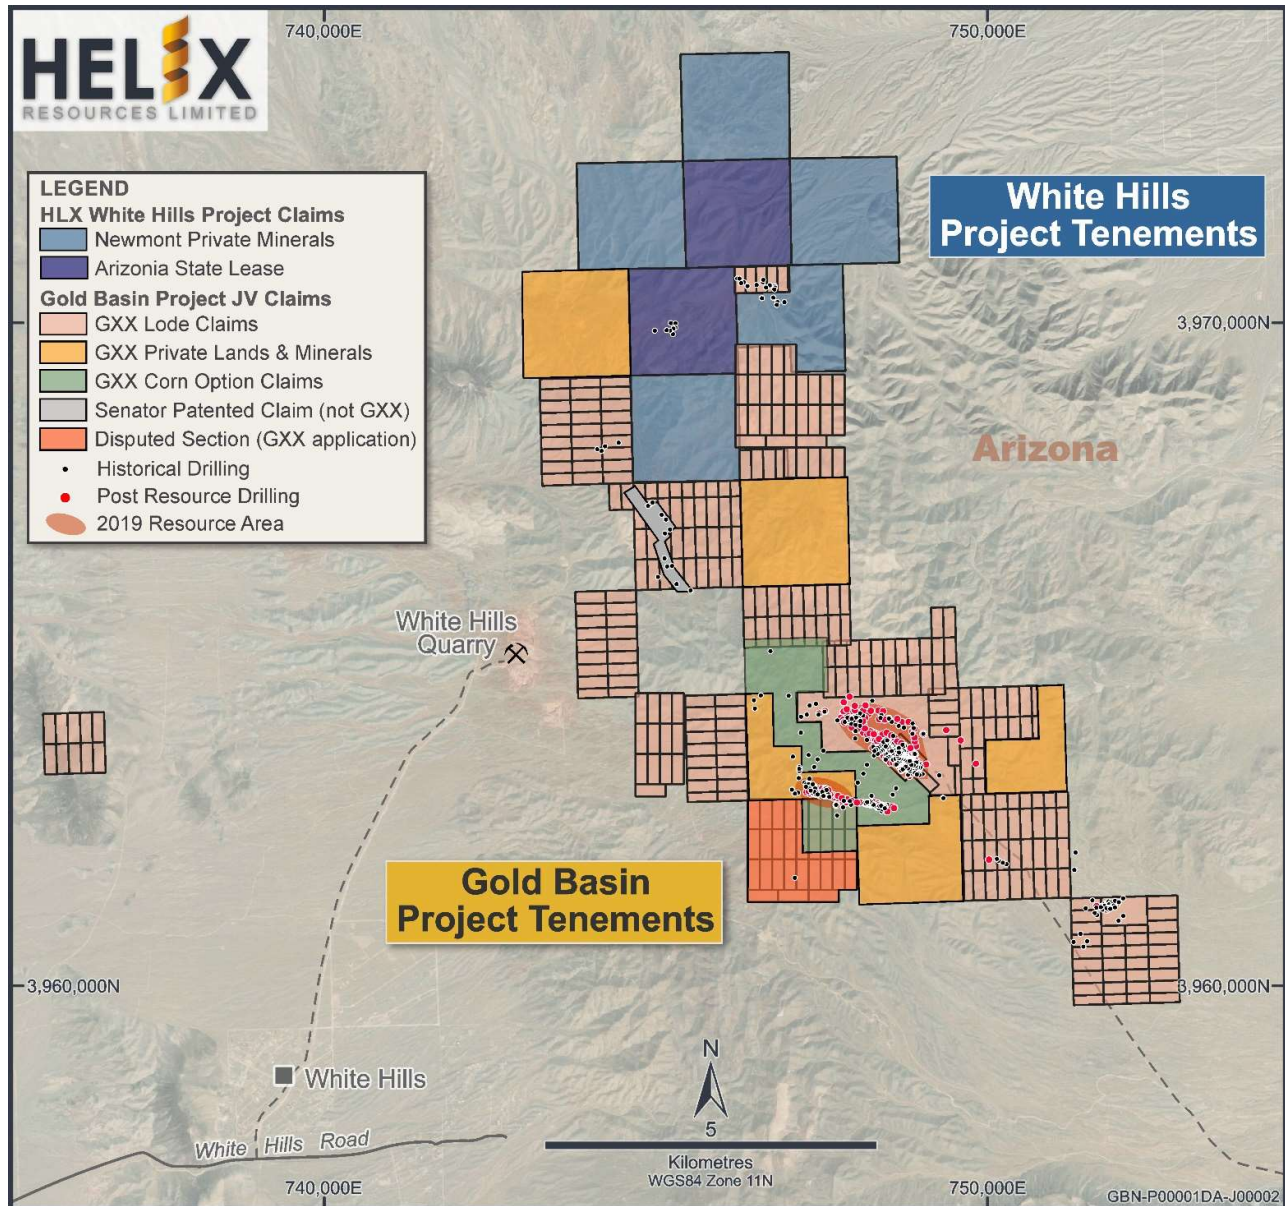 740,000E
750,000E
HELIX
RESOURCES LIMITED
LEGEND
HLX White Hills Project Claims
Newmont Private Minerals
Arizonia State Lease
Gold Basin Project JV Claims
GXX Lode Claims
GXX Private Lands & Minerals
GXX Corn Option Claims
Senator Patented Claim (not GXX)
Disputed Section (GXX application)
Historical Drilling
Post Resource Drilling
2019 Resource Area
White Hills
Project Tenements
3,970,000N
Arizona
White Hills
Quarry
Gold Basin
Project Tenements
3,960,000N
3,960,000N
White Hills
White Hills Road
N
5
Kilometres
WGS84 Zone 11N
740,000E
750,000E
GBN-P00001DA-J00002